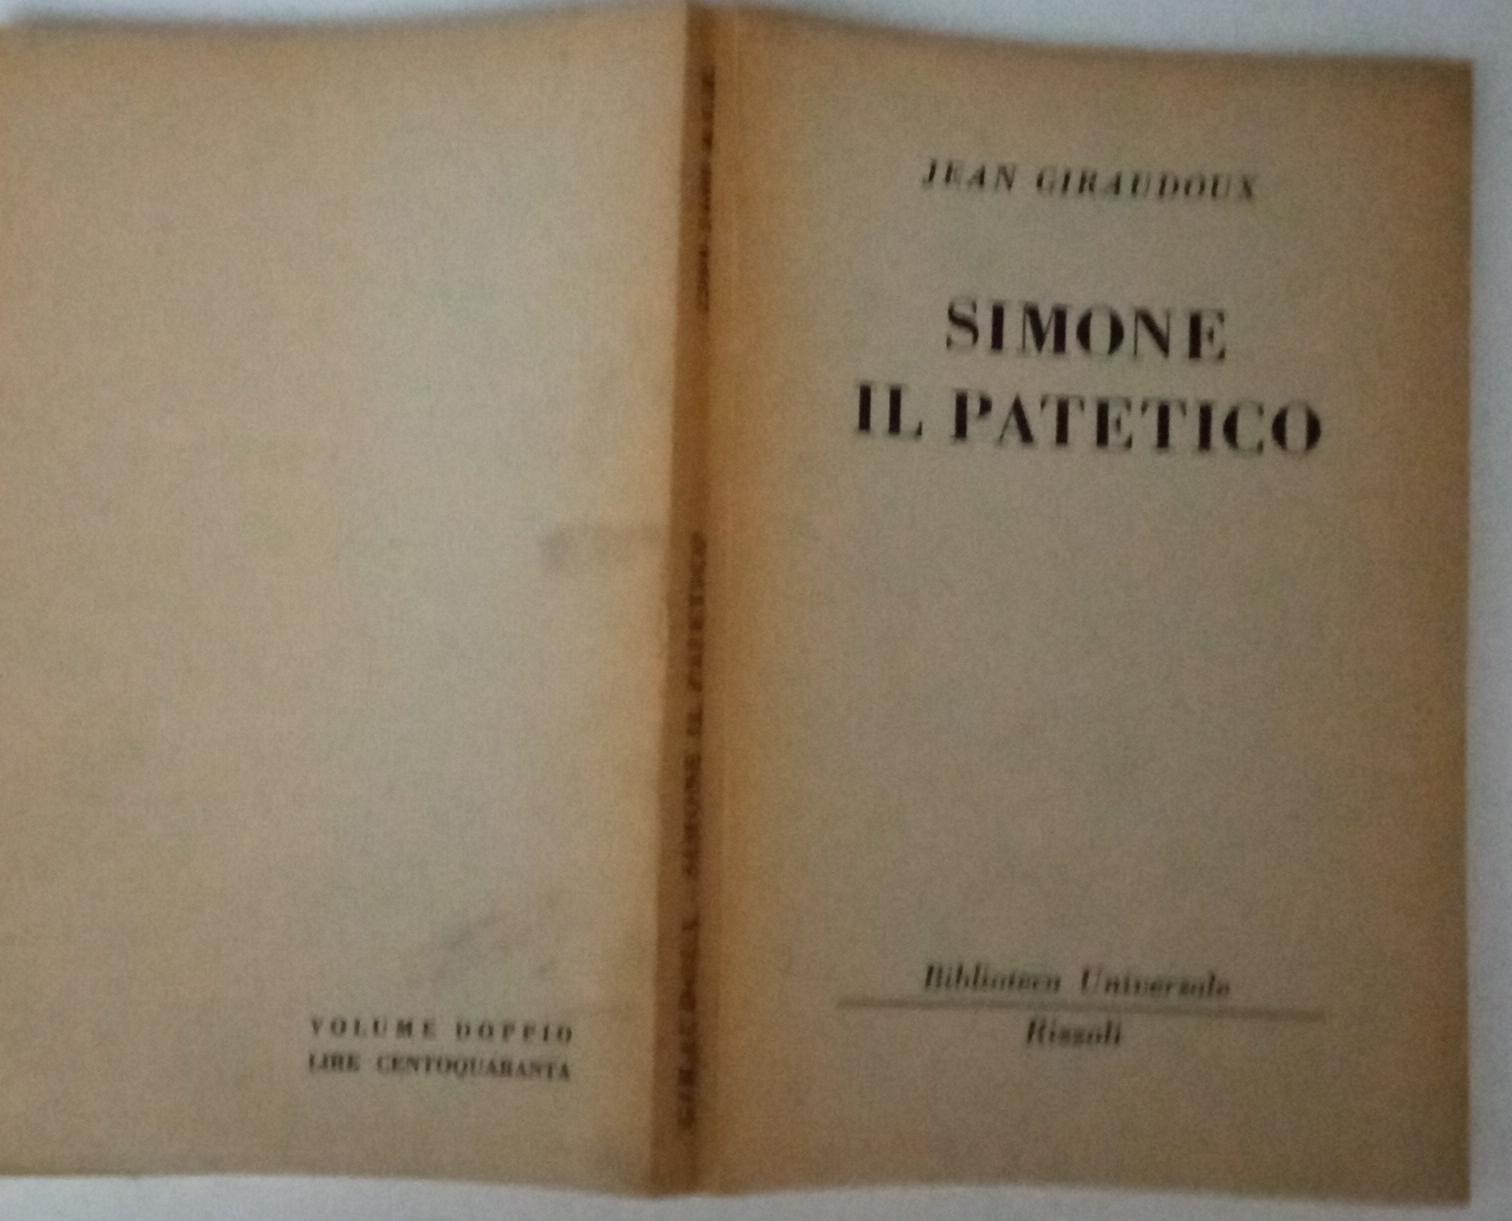 JEAN GIRAUDOUX
SIMONE
IL PATETICO
Biblioteca Universale
Rizzoli
GIRAUDOUX - SIMONE IL PATETICO
VOLUME DOPPIO
LIRE CENTOQUARANTA